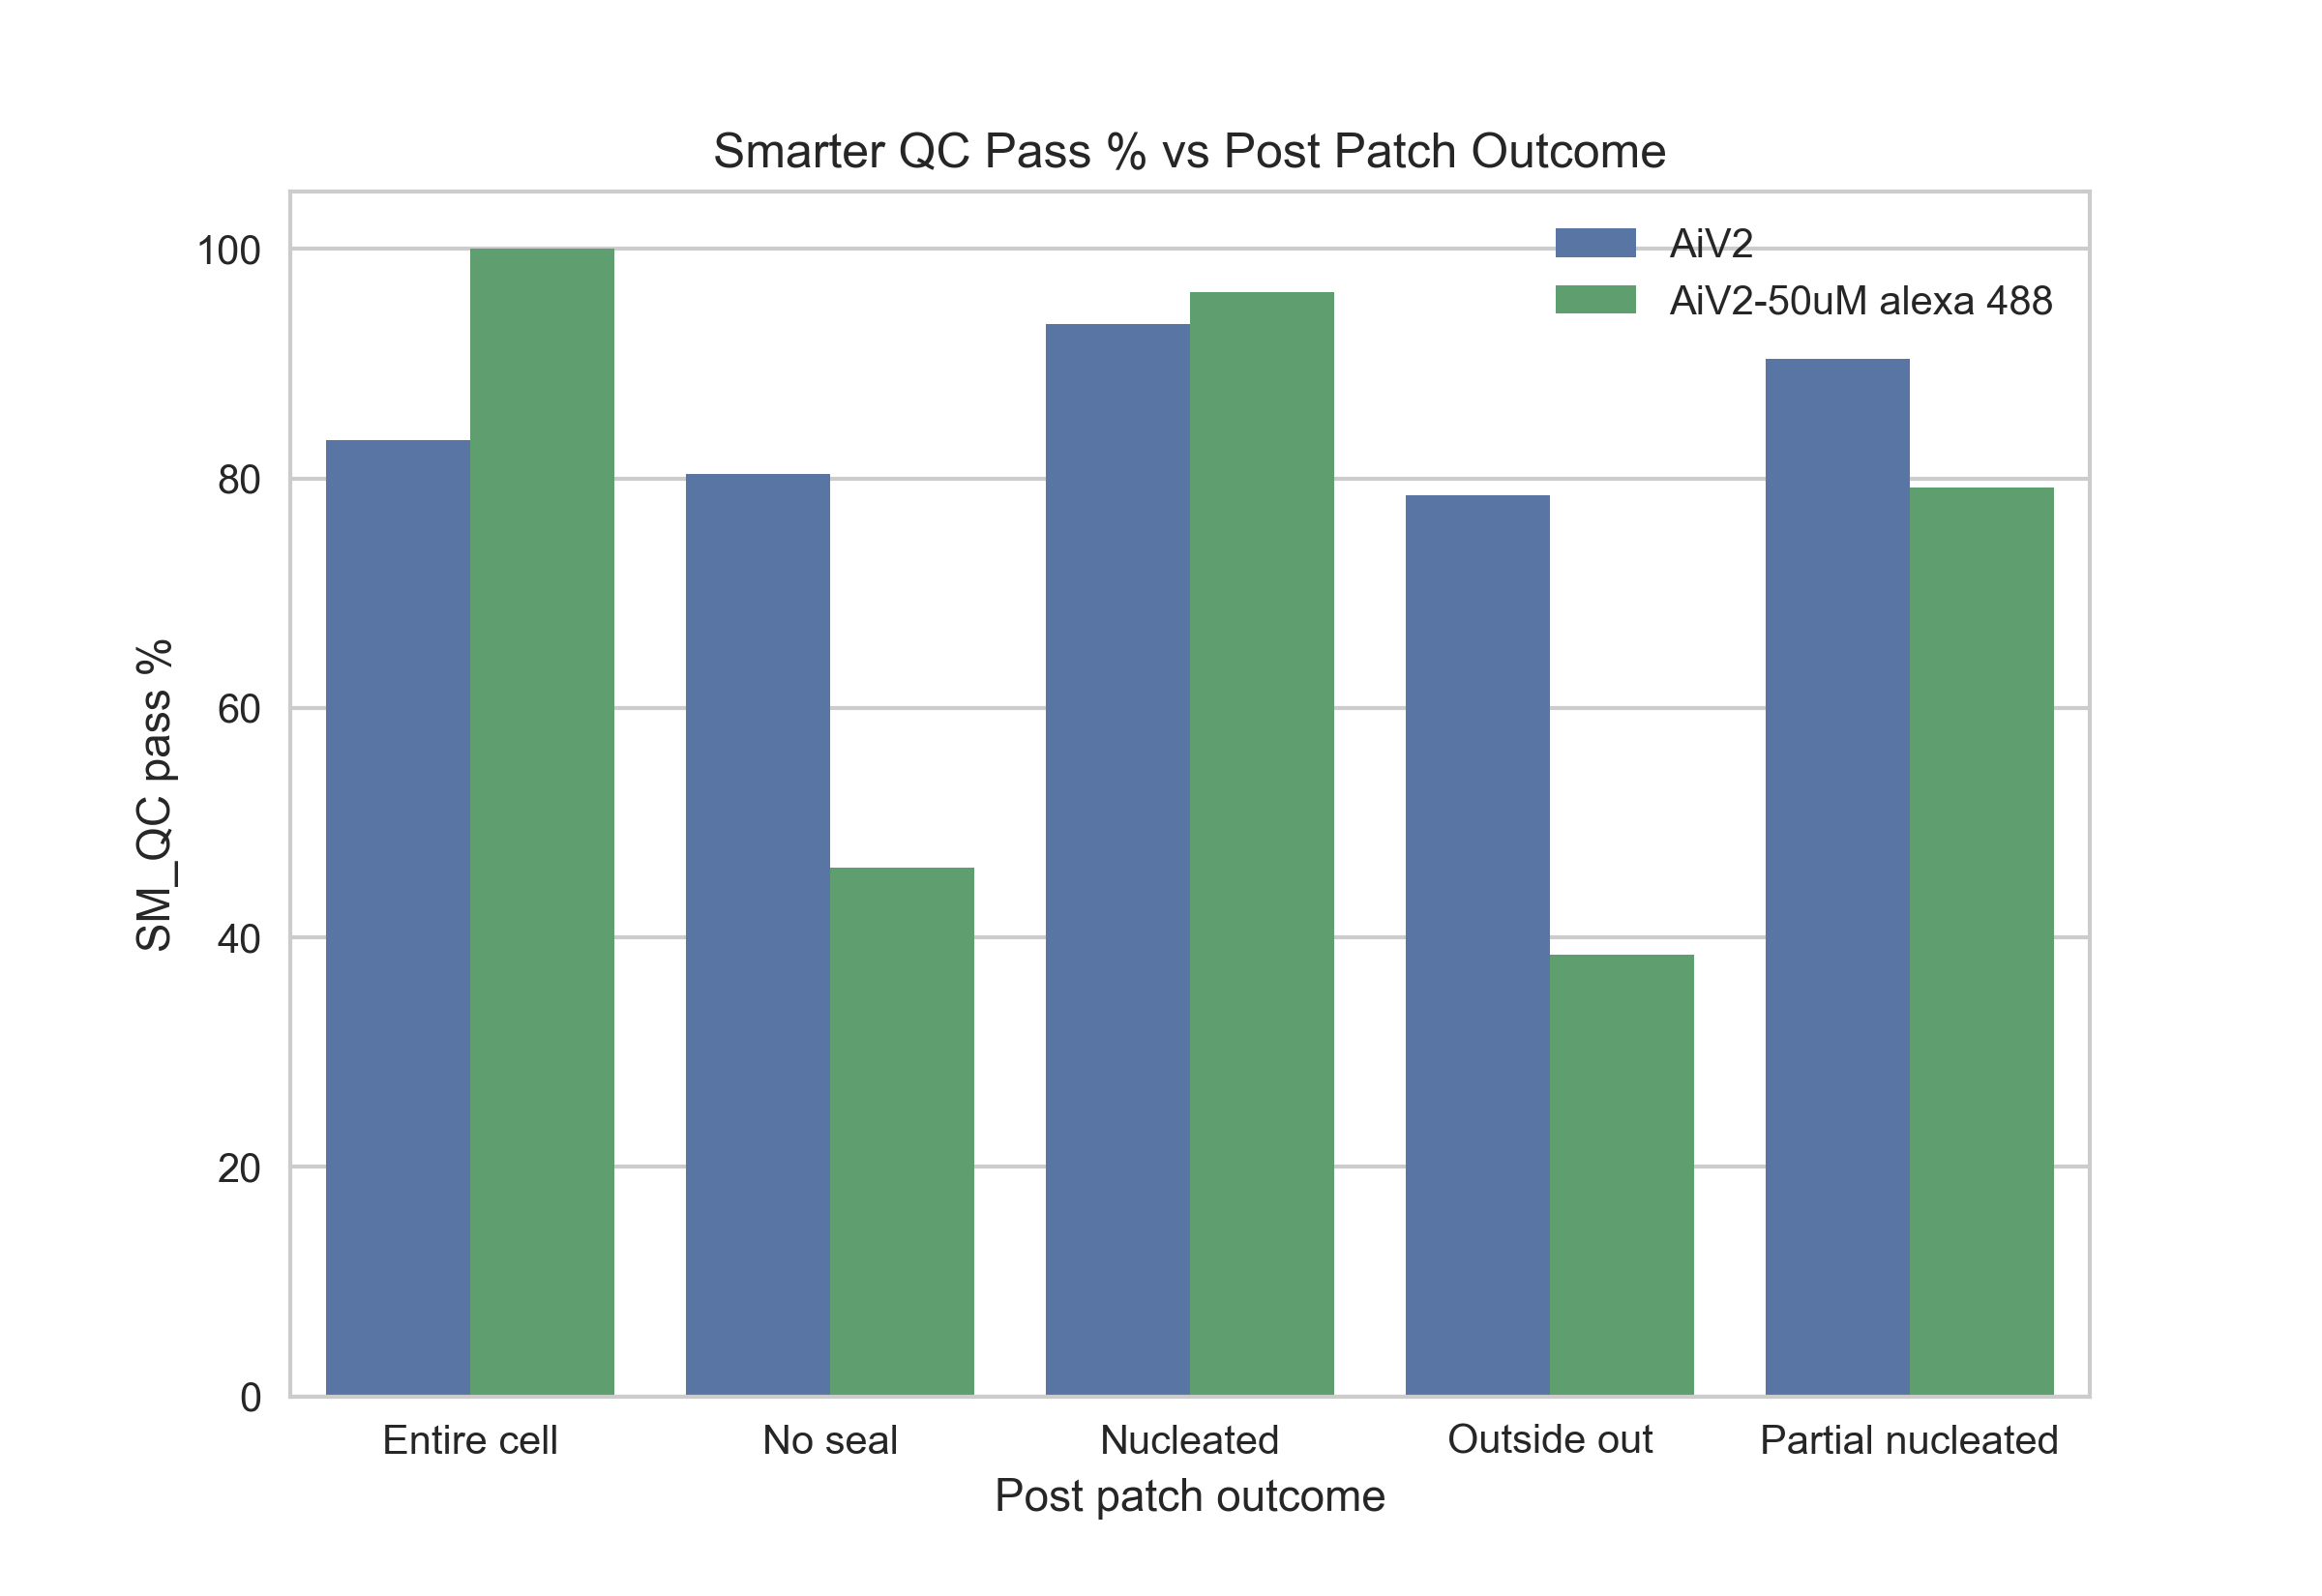 Smarter QC Pass % vs Post Patch Outcome
AiV2
AiV2-50uM alexa 488
SM_QC pass %
100
80
60
40
20
0
Entire cell
No seal
Nucleated
Outside out
Partial nucleated
Post patch outcome